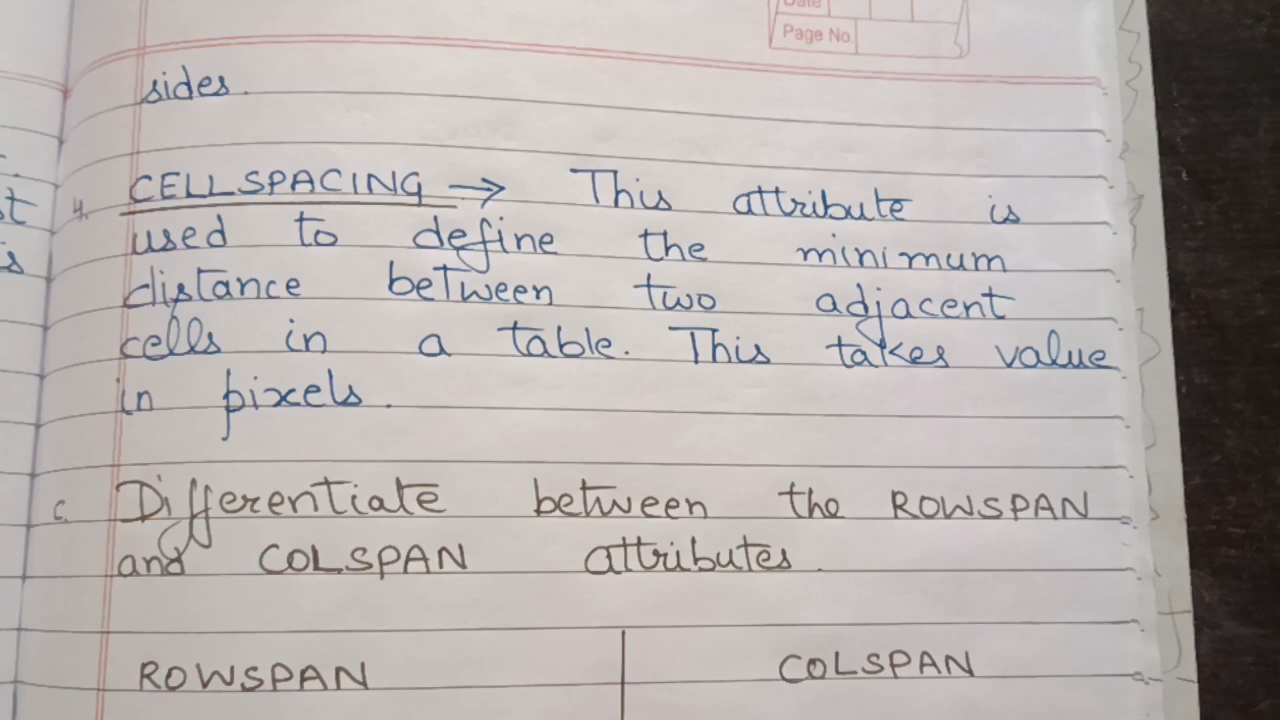 Date
Page No.
sides.
4. CELLSPACING → This attribute is
used to define the minimum
distance between two adjacent
cells in a table. This takes value
in pixels.
c. Differentiate between the ROWSPAN
and COLSPAN attributes.
ROWSPAN COLSPAN